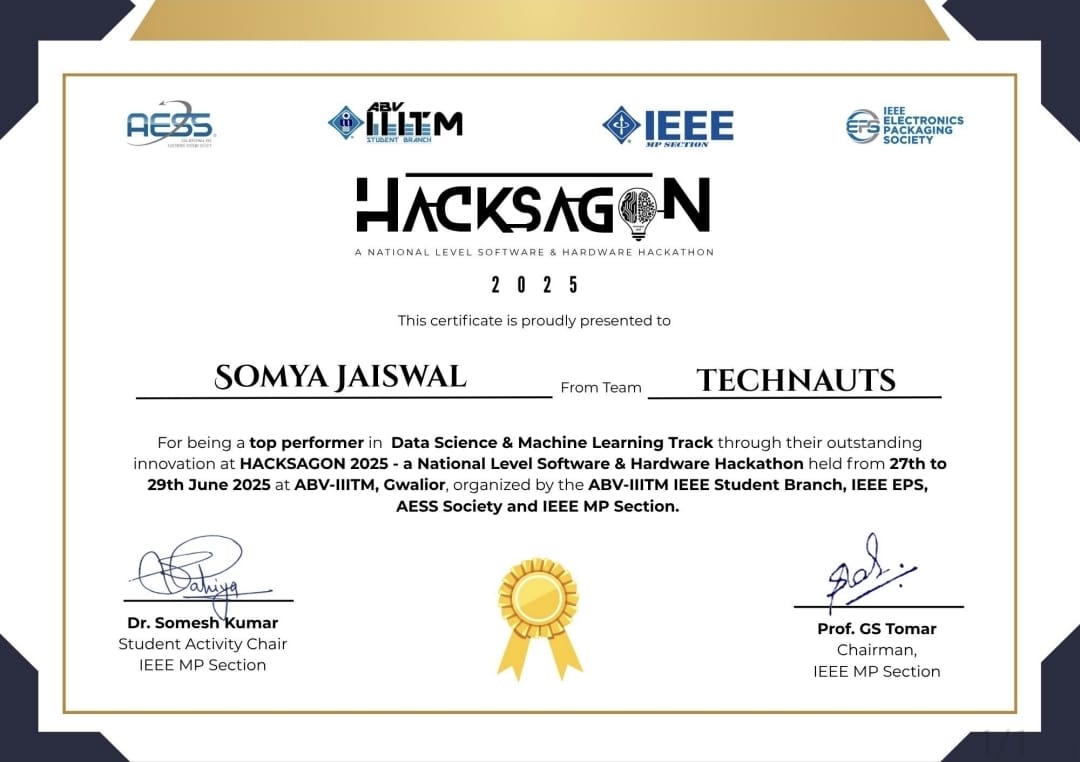 AESS
ABV
IIITM
STUDENT BRANCH
IEEE
MP SECTION
EPS
IEEE
ELECTRONICS
PACKAGING
SOCIETY
HACKSAGON
A NATIONAL LEVEL SOFTWARE & HARDWARE HACKATHON
2025
This certificate is proudly presented to
SOMYA JAISWAL From Team TECHNAUTS
For being a top performer in Data Science & Machine Learning Track through their outstanding
innovation at HACKSAGON 2025 - a National Level Software & Hardware Hackathon held from 27th to
29th June 2025 at ABV-IIITM, Gwalior, organized by the ABV-IIITM IEEE Student Branch, IEEE EPS,
AESS Society and IEEE MP Section.
Dr. Somesh Kumar
Student Activity Chair
IEEE MP Section
Prof. GS Tomar
Chairman,
IEEE MP Section
1/1